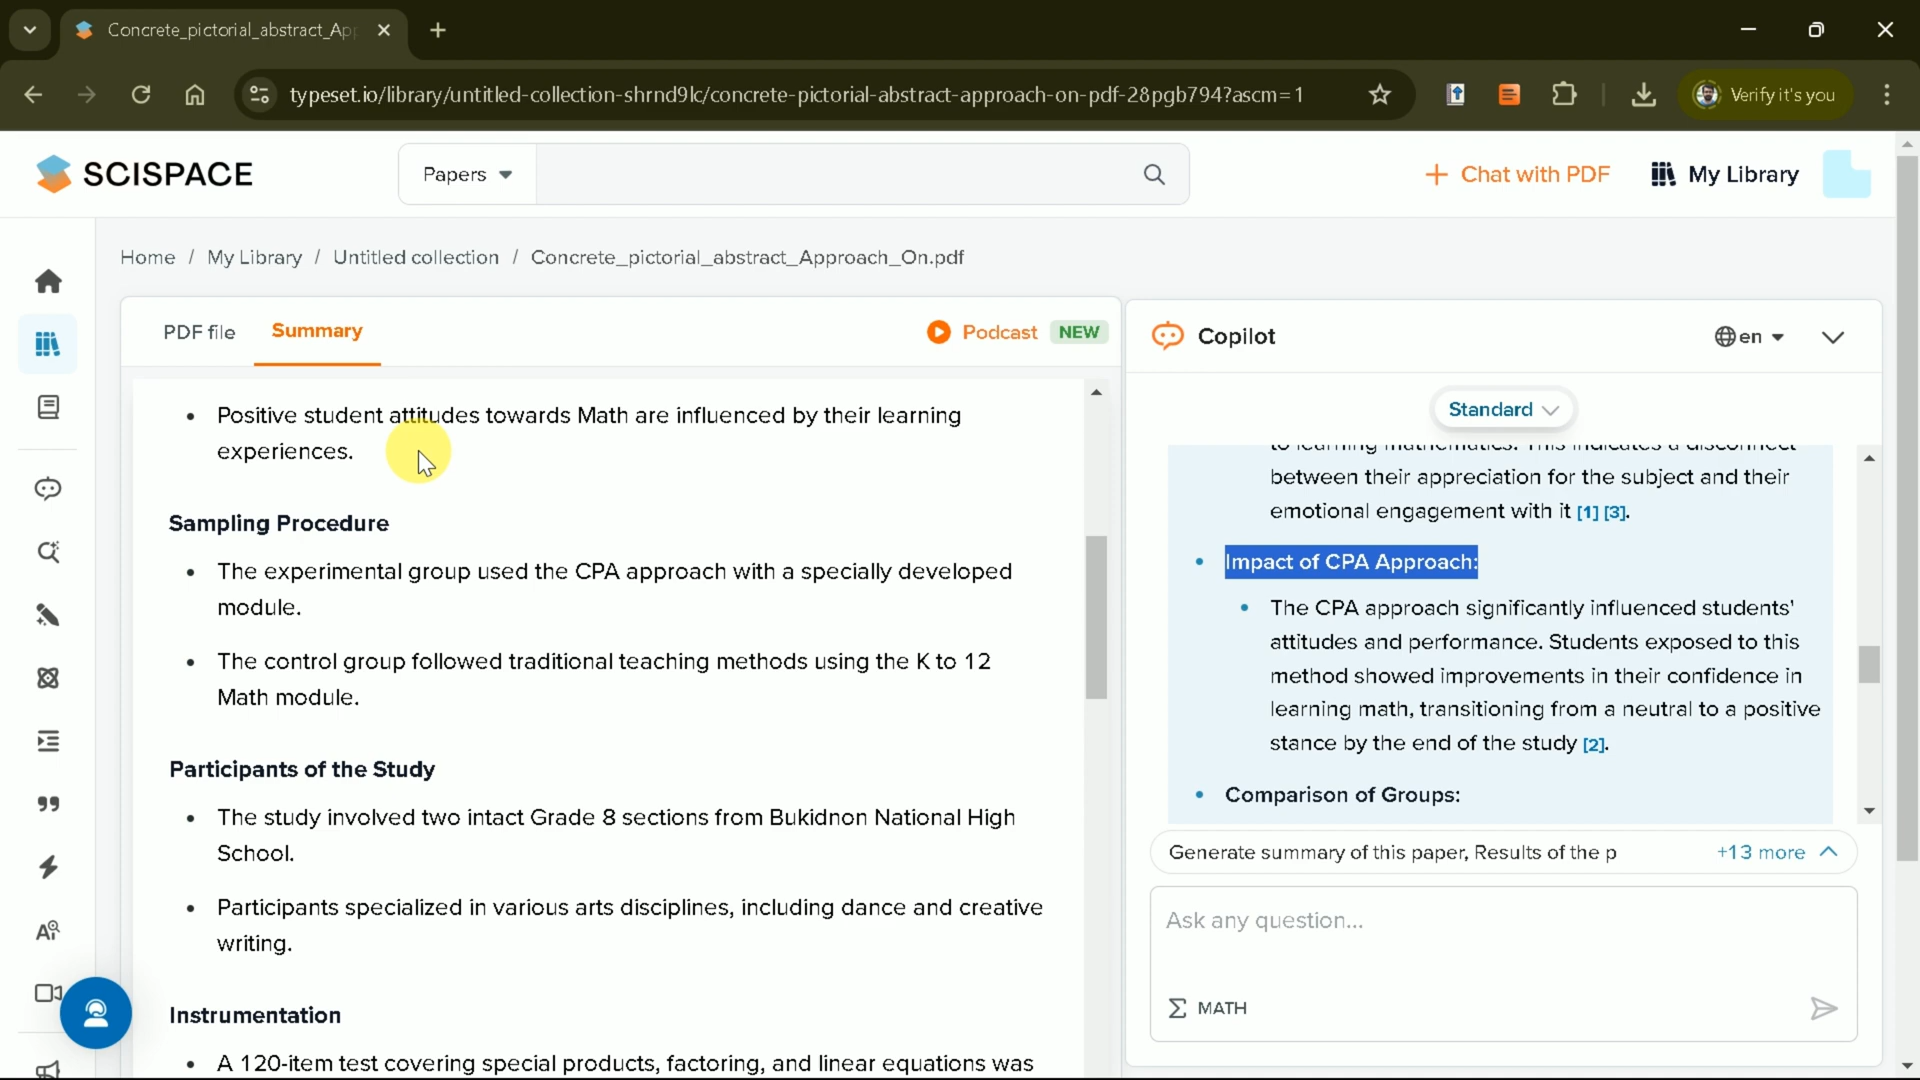 Concrete_pictorial_abstract_Ap
typeset.io/library/untitled-collection-shrnd9lc/concrete-pictorial-abstract-approach-on-pdf-28pgb794?ascm=1
Verify it's you
SCISPACE
Papers
Chat with PDF
My Library
Home / My Library / Untitled collection / Concrete_pictorial_abstract_Approach_On.pdf
PDF file
Summary
Podcast NEW
• Positive student attitudes towards Math are influenced by their learning
experiences.
Sampling Procedure
• The experimental group used the CPA approach with a specially developed
module.
• The control group followed traditional teaching methods using the K to 12
Math module.
Participants of the Study
• The study involved two intact Grade 8 sections from Bukidnon National High
School.
• Participants specialized in various arts disciplines, including dance and creative
writing.
Instrumentation
• A 120-item test covering special products, factoring, and linear equations was
Copilot
en
Standard
to learning mathematics. This indicates a disconnect
between their appreciation for the subject and their
emotional engagement with it [1] [3].
• Impact of CPA Approach:
• The CPA approach significantly influenced students'
attitudes and performance. Students exposed to this
method showed improvements in their confidence in
learning math, transitioning from a neutral to a positive
stance by the end of the study [2].
• Comparison of Groups:
Generate summary of this paper, Results of the p
+13 more
Ask any question...
Σ MATH